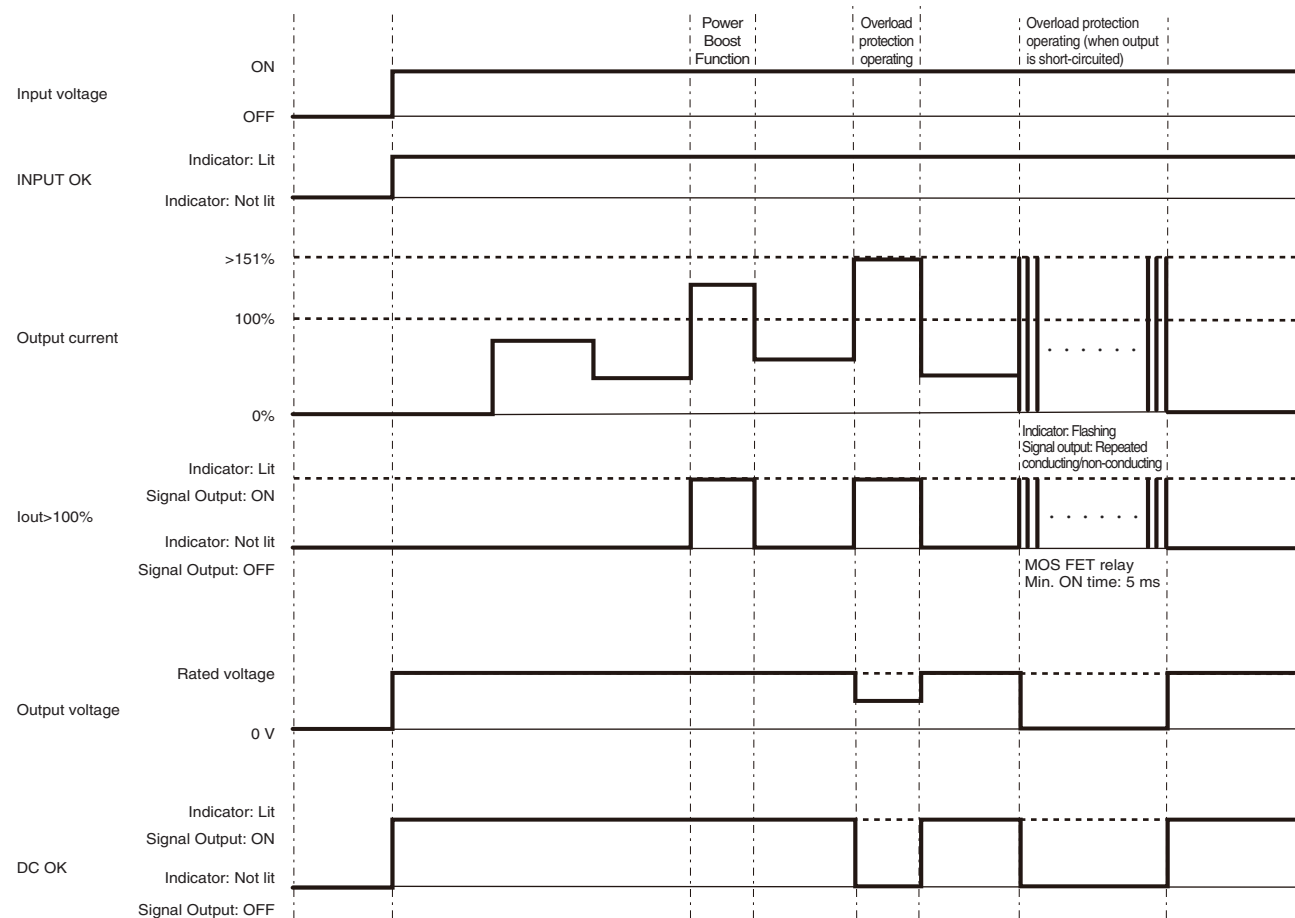 Power
Boost
Function
Overload
protection
operating
Overload protection
operating (when output
is short-circuited)
Input voltage
ON
OFF
INPUT OK
Indicator: Lit
Indicator: Not lit
Output current
>151%
100%
0%
Indicator: Flashing
Signal output: Repeated
conducting/non-conducting
Iout>100%
Indicator: Lit
Signal Output: ON
Indicator: Not lit
Signal Output: OFF
MOS FET relay
Min. ON time: 5 ms
Output voltage
Rated voltage
0 V
DC OK
Indicator: Lit
Signal Output: ON
Indicator: Not lit
Signal Output: OFF